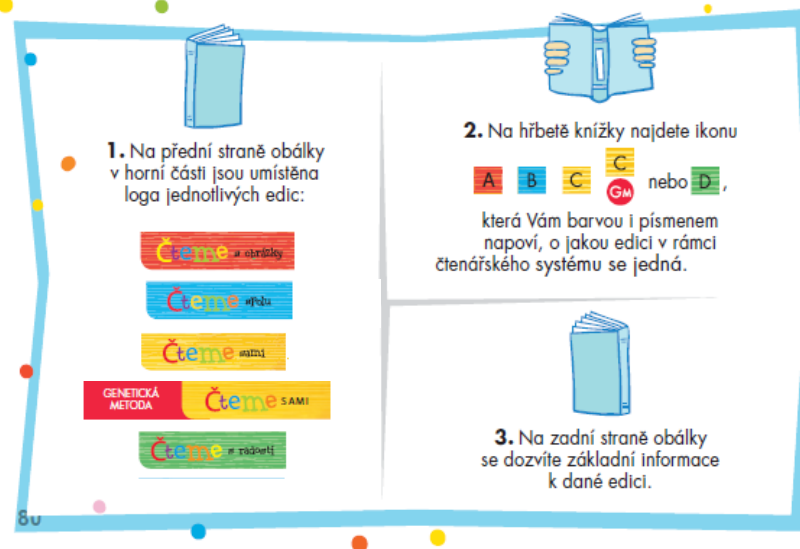 1. Na přední straně obálky
v horní části jsou umístěna
loga jednotlivých edic:
Čteme s obrázky
Čteme spolu
Čteme sami
GENETICKÁ
METODA
Čteme SAMI
Čteme s radostí
2. Na hřbetě knížky najdete ikonu
A B C C GM nebo D ,
která Vám barvou i písmenem
napoví, o jakou edici v rámci
čtenářského systému se jedná.
3. Na zadní straně obálky
se dozvíte základní informace
k dané edici.
80